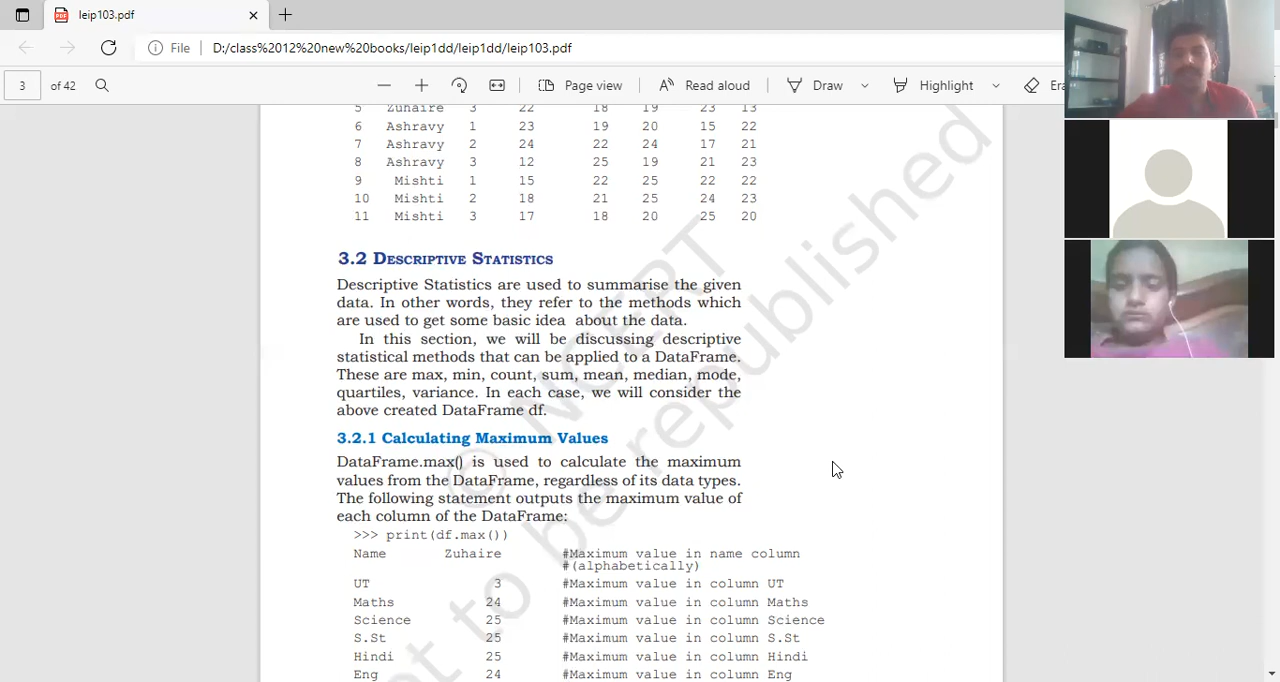 leip103.pdf
File D:/class%2012%20new%20books/leip1dd/leip1dd/leip103.pdf
3 of 42 Page view Read aloud Draw Highlight Era
5 Zuhaire 3 22 18 19 23 13
6 Ashravy 1 23 19 20 15 22
7 Ashravy 2 24 22 24 17 21
8 Ashravy 3 12 25 19 21 23
9 Mishti 1 15 22 25 22 22
10 Mishti 2 18 21 25 24 23
11 Mishti 3 17 18 20 25 20
3.2 Descriptive Statistics
Descriptive Statistics are used to summarise the given
data. In other words, they refer to the methods which
are used to get some basic idea about the data.
In this section, we will be discussing descriptive
statistical methods that can be applied to a DataFrame.
These are max, min, count, sum, mean, median, mode,
quartiles, variance. In each case, we will consider the
above created DataFrame df.
3.2.1 Calculating Maximum Values
DataFrame.max() is used to calculate the maximum
values from the DataFrame, regardless of its data types.
The following statement outputs the maximum value of
each column of the DataFrame:
>>> print(df.max())
Name Zuhaire #Maximum value in name column
#(alphabetically)
UT 3 #Maximum value in column UT
Maths 24 #Maximum value in column Maths
Science 25 #Maximum value in column Science
S.St 25 #Maximum value in column S.St
Hindi 25 #Maximum value in column Hindi
Eng 24 #Maximum value in column Eng
© NCERT
not to be republished